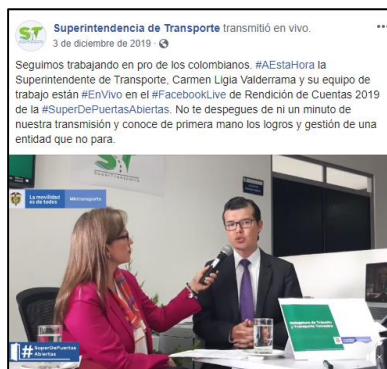 ST
Superintendencia de Transporte transmitió en vivo.
3 de diciembre de 2019 ·
Seguimos trabajando en pro de los colombianos. #AEstaHora la
Superintendente de Transporte, Carmen Ligia Valderrama y su equipo de
trabajo están #EnVivo en el #FacebookLive de Rendición de Cuentas 2019
de la #SuperDePuertasAbiertas. No te despegues de ni un minuto de
nuestra transmisión y conoce de primera mano los logros y gestión de una
entidad que no para.
La movilidad
es de todos
Mintransporte
#SuperDePuertas
Abiertas